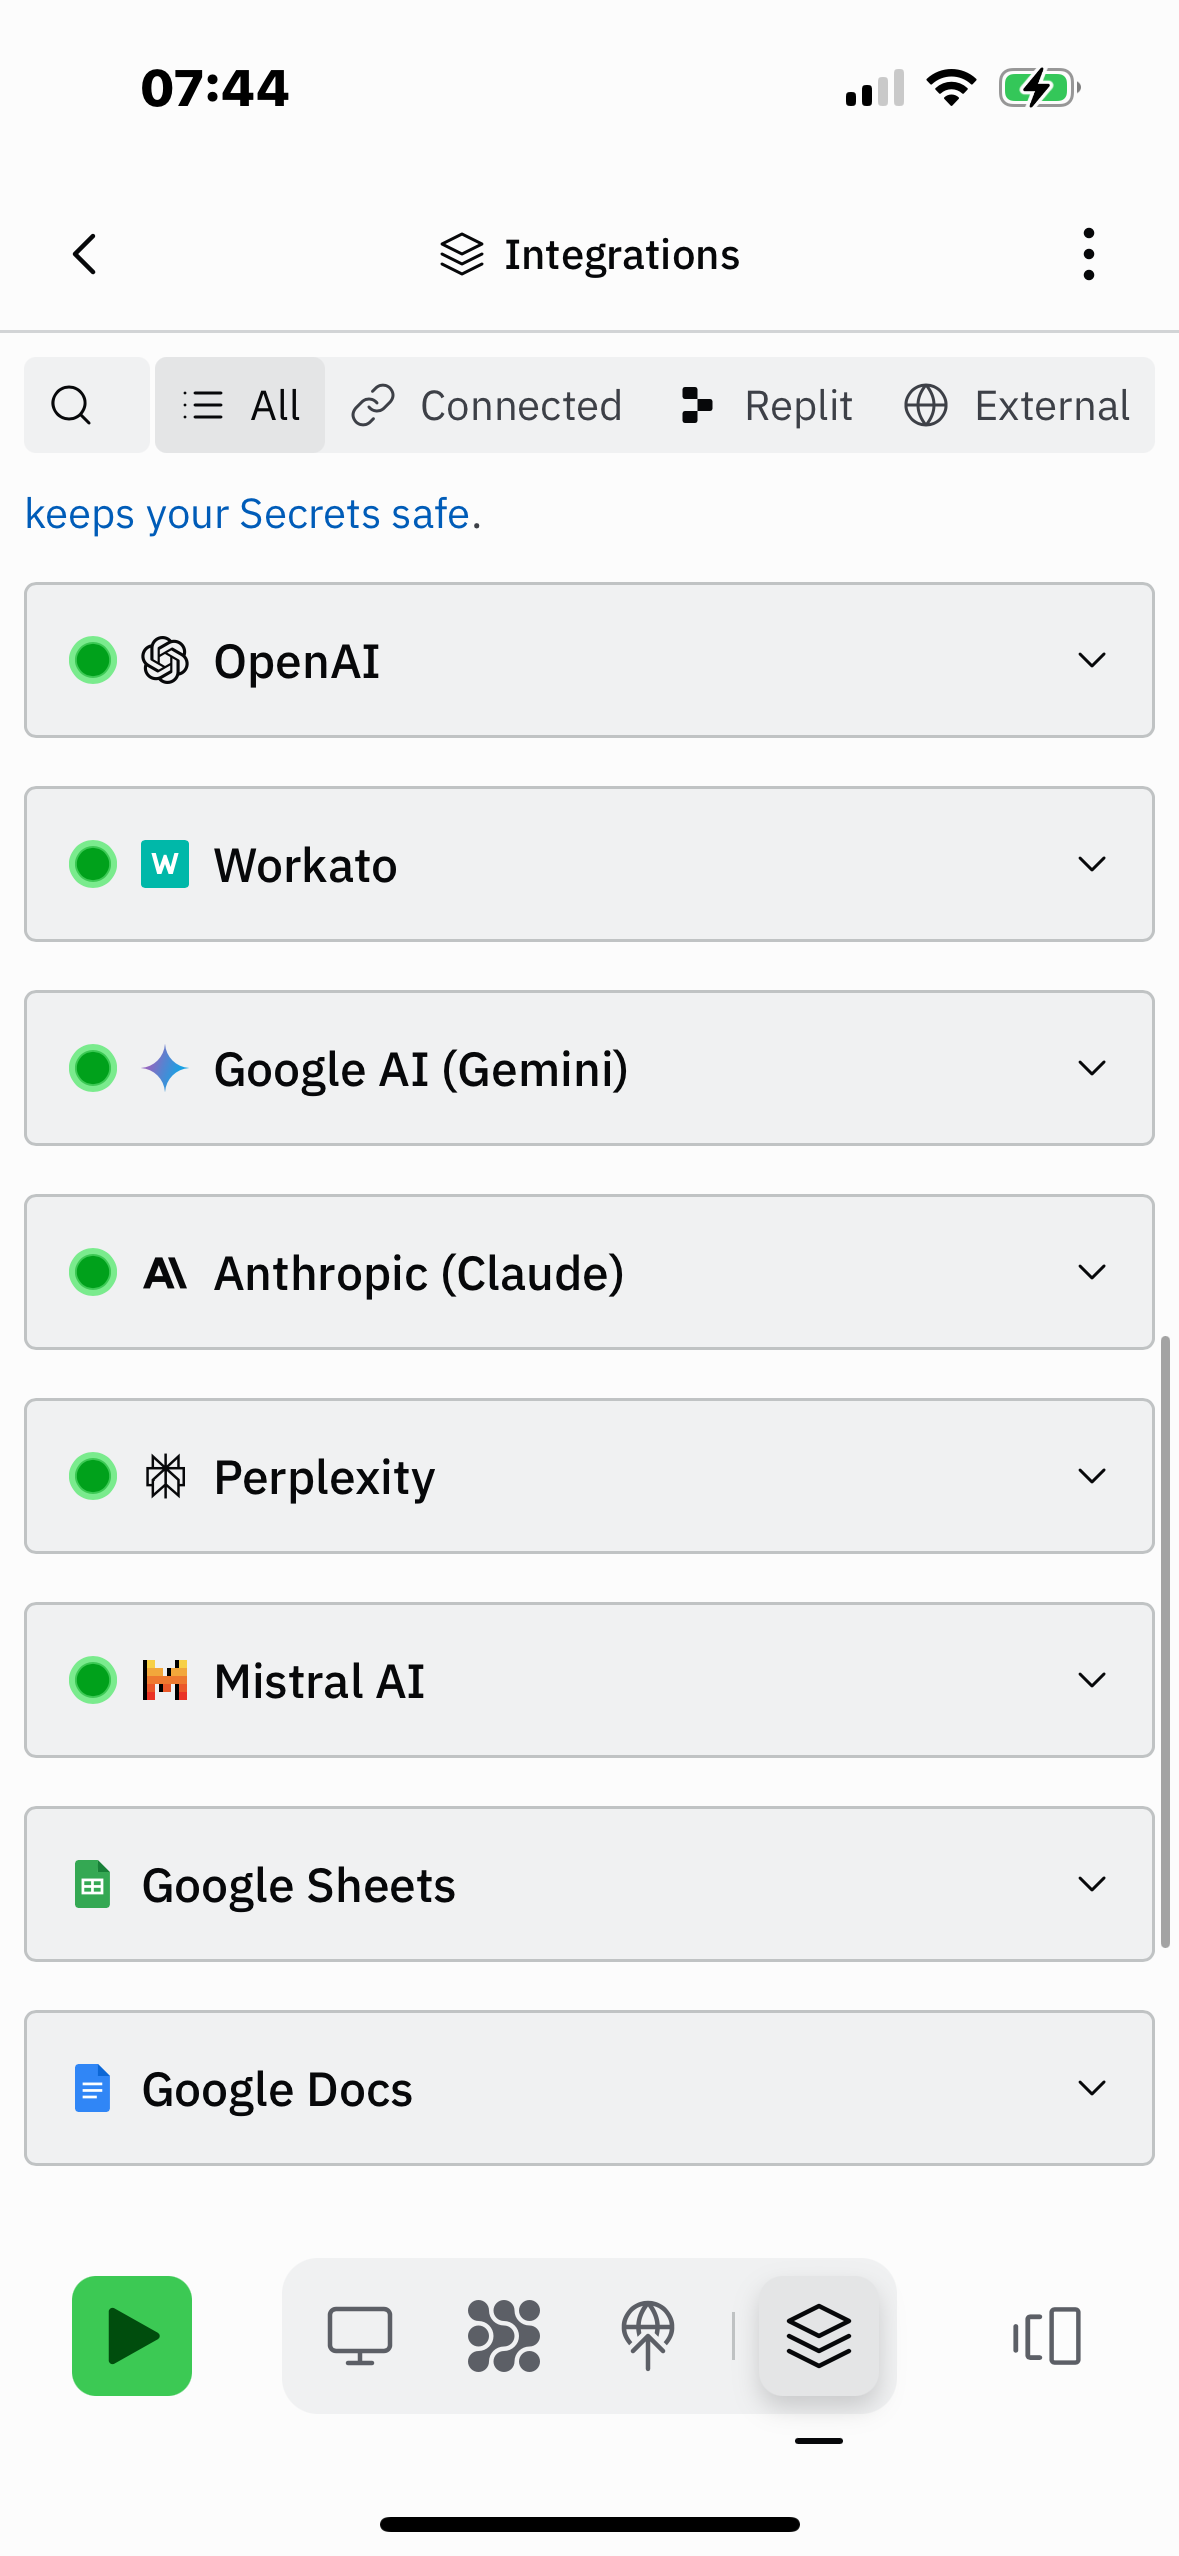 07:44
Integrations
All Connected Replit External
keeps your Secrets safe.
OpenAI
W Workato
Google AI (Gemini)
Anthropic (Claude)
Perplexity
Mistral AI
Google Sheets
Google Docs